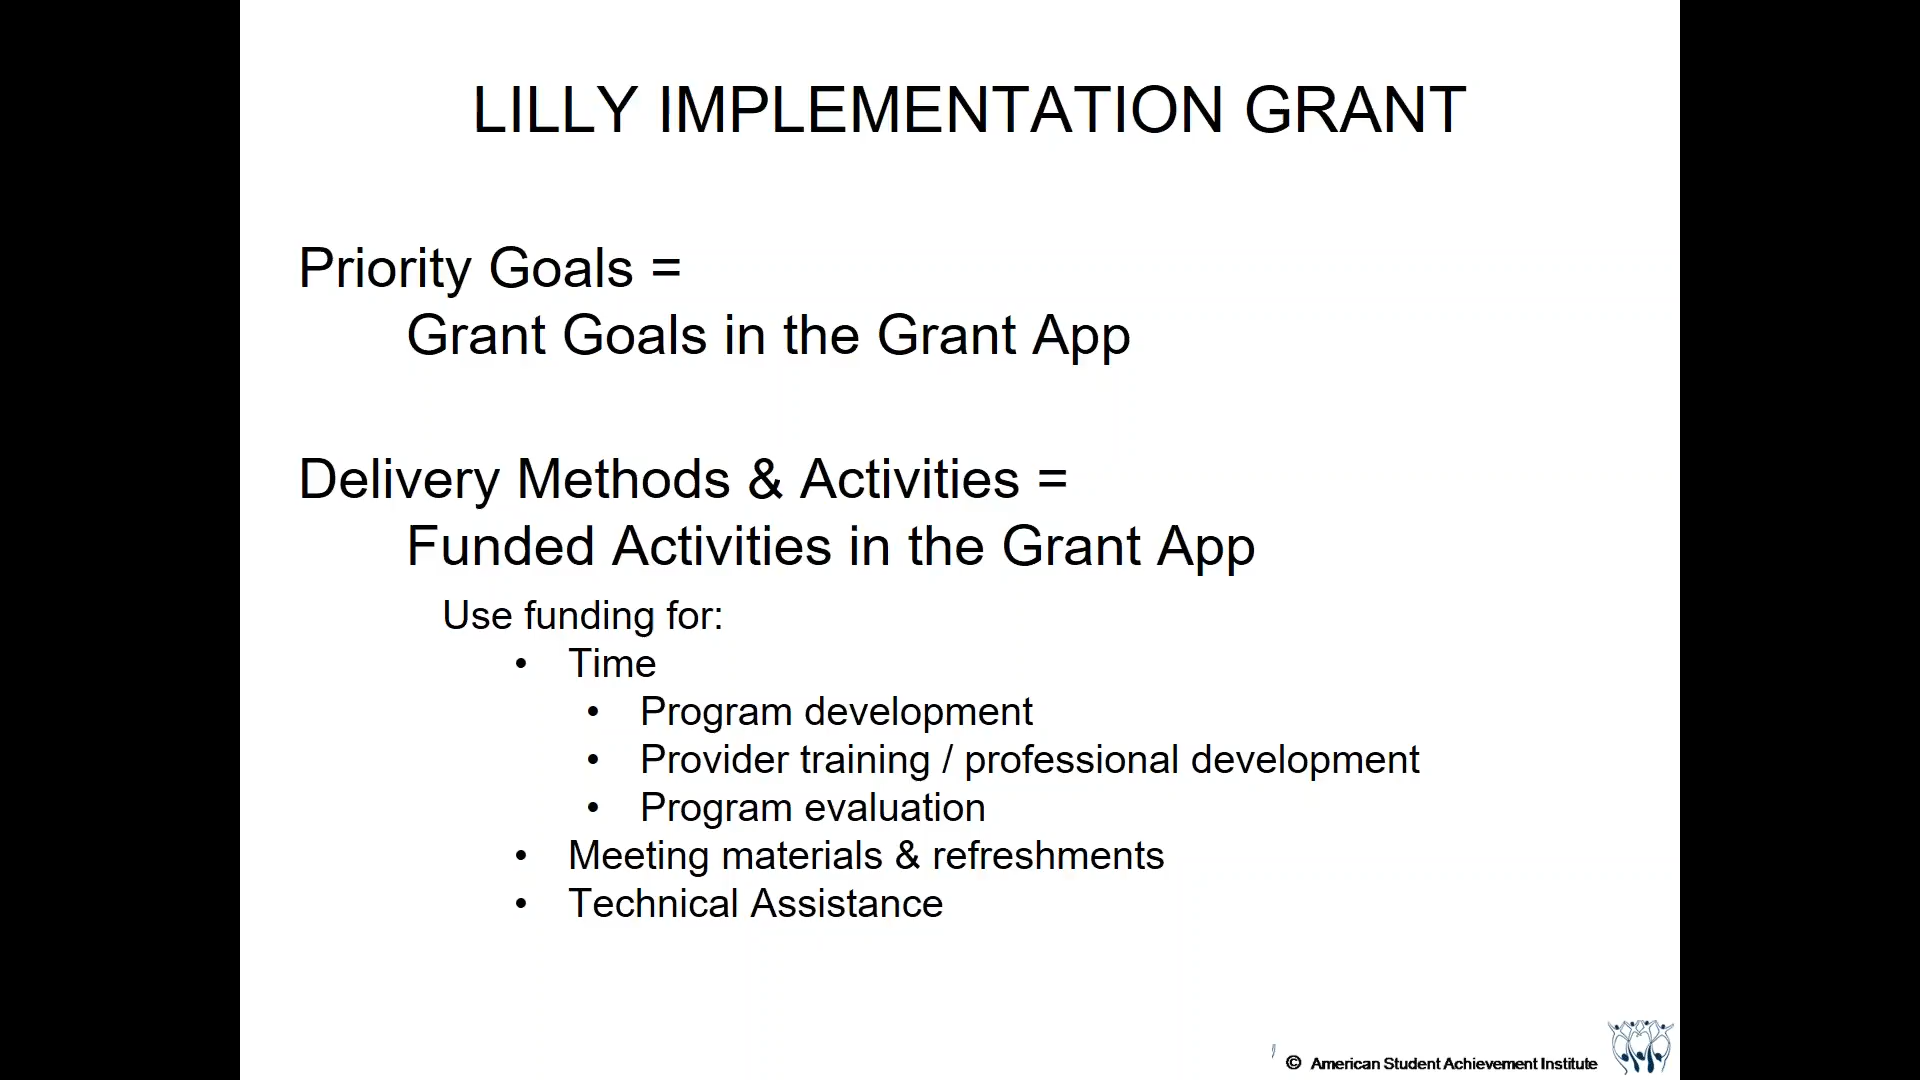 LILLY IMPLEMENTATION GRANT
Priority Goals =
Grant Goals in the Grant App
Delivery Methods & Activities =
Funded Activities in the Grant App
Use funding for:
• Time
• Program development
• Provider training / professional development
• Program evaluation
• Meeting materials & refreshments
• Technical Assistance
© American Student Achievement Institute